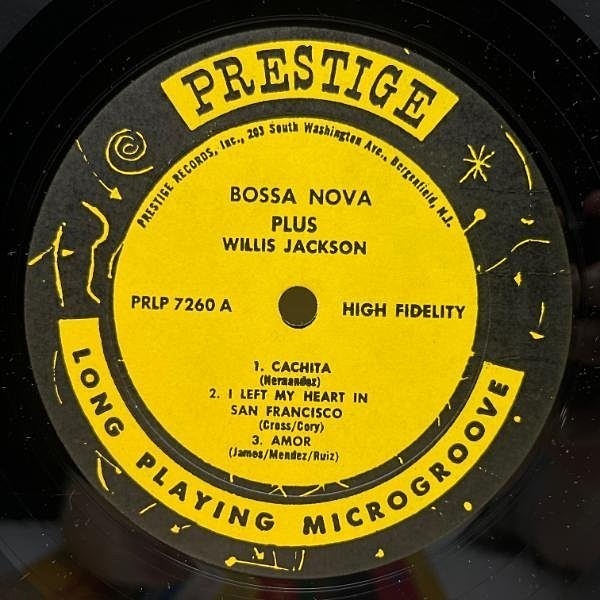 PRESTIGE
PRESTIGE RECORDS, Inc., 203 South Washington Ave., Bergenfield, N.J.
BOSSA NOVA
PLUS
WILLIS JACKSON
PRLP 7260 A
HIGH FIDELITY
1. CACHITA
(Hernandez)
2. I LEFT MY HEART IN
SAN FRANCISCO
(Cross/Cory)
3. AMOR
(James/Mendez/Ruiz)
LONG PLAYING MICROGROOVE